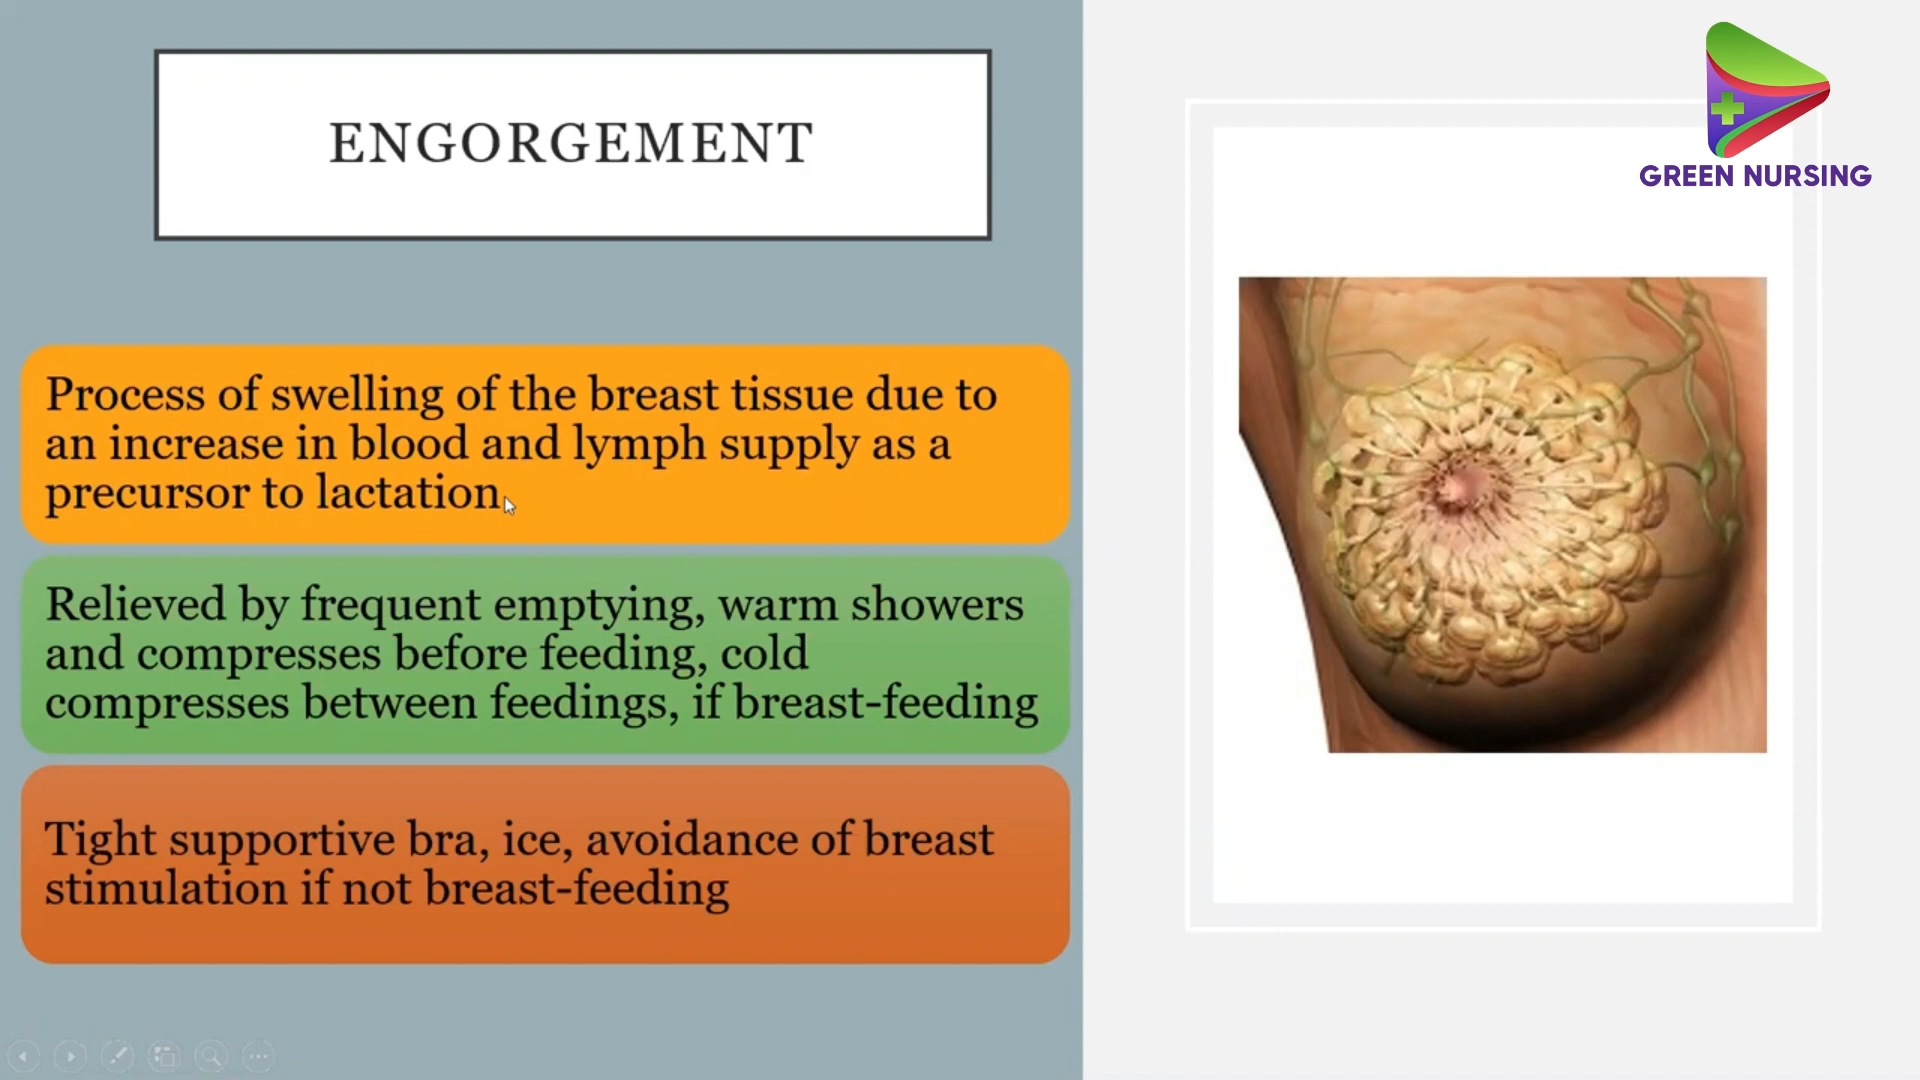 ENGORGEMENT
Process of swelling of the breast tissue due to
an increase in blood and lymph supply as a
precursor to lactation.
Relieved by frequent emptying, warm showers
and compresses before feeding, cold
compresses between feedings, if breast-feeding
Tight supportive bra, ice, avoidance of breast
stimulation if not breast-feeding
GREEN NURSING